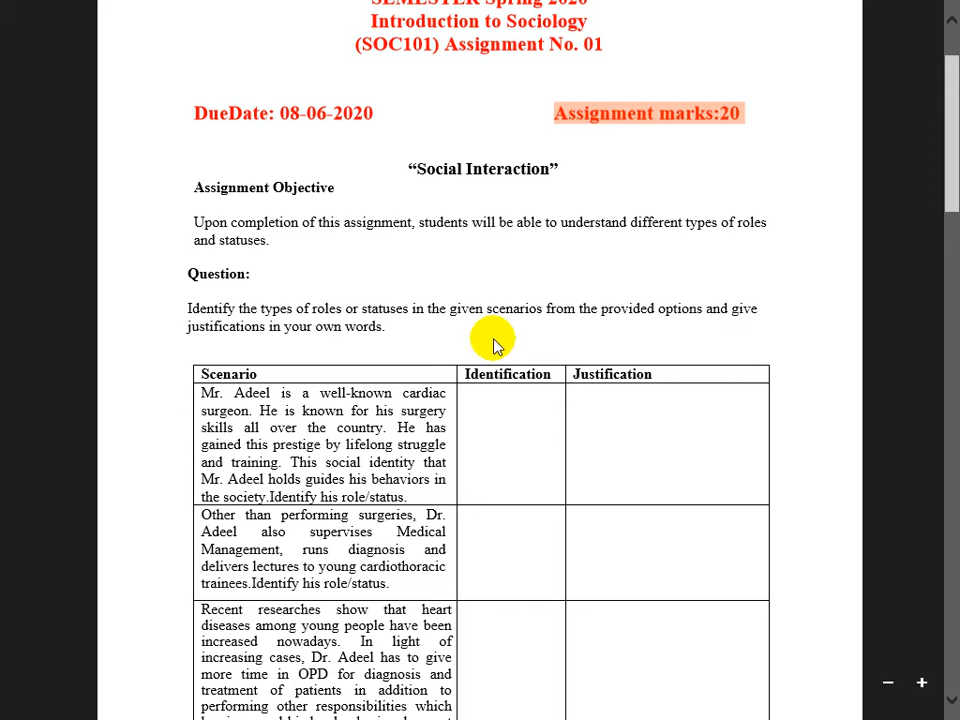 SEMESTER Spring 2020
Introduction to Sociology
(SOC101) Assignment No. 01
DueDate: 08-06-2020
Assignment marks:20
“Social Interaction”
Assignment Objective
Upon completion of this assignment, students will be able to understand different types of roles
and statuses.
Question:
Identify the types of roles or statuses in the given scenarios from the provided options and give
justifications in your own words.
Scenario
Identification
Justification
Mr. Adeel is a well-known cardiac
surgeon. He is known for his surgery
skills all over the country. He has
gained this prestige by lifelong struggle
and training. This social identity that
Mr. Adeel holds guides his behaviors in
the society.Identify his role/status.
Other than performing surgeries, Dr.
Adeel also supervises Medical
Management, runs diagnosis and
delivers lectures to young cardiothoracic
trainees.Identify his role/status.
Recent researches show that heart
diseases among young people have been
increased nowadays. In light of
increasing cases, Dr. Adeel has to give
more time in OPD for diagnosis and
treatment of patients in addition to
performing other responsibilities which